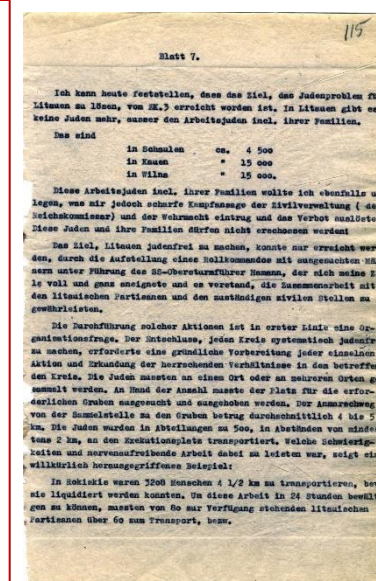 115
Blatt 7.
Ich kann heute feststellen, dass das Ziel, das Judenproblem fü
Litauen zu lösen, vom EK.3 erreicht worden ist. In Litauen gibt es
keine Juden mehr, ausser den Arbeitsjuden incl. ihrer Familien.
Das sind
in Schaulen ca. 4 500
in Kauen " 15 000
in Wilna " 15 000.
Diese Arbeitsjuden incl. ihrer Familien wollte ich ebenfalls u
legen, was mir jedoch scharfe Kampfansage der Zivilverwaltung ( de
Reichskommissar) und der Wehrmacht eintrug und das Verbot auslöste
Diese Juden und ihre Familien dürfen nicht erschossen werden!
Das Ziel, Litauen judenfrei zu machen, konnte nur erreicht wer
den, durch die Aufstellung eines Rollkommandos mit ausgesuchten Mä
nern unter Führung des SS-Obersturmführer Hamann, der sich meine Z
le voll und ganz aneignete und es verstand, die Zusammenarbeit mit
den litauischen Partisanen und den zuständigen zivilen Stellen zu
gewährleisten.
Die Durchführung solcher Aktionen ist in erster Linie eine Or-
ganisationsfrage. Der Entschluss, jeden Kreis systematisch judenfr
zu machen, erforderte eine gründliche Vorbereitung jeder einzelnen
Aktion und Erkundung der herrschenden Verhältnisse in dem betreffe
den Kreis. Die Juden mussten an einem Ort oder an mehreren Orten g
sammelt werden. An Hand der Anzahl musste der Platz für die erfor-
derlichen Gruben ausgesucht und ausgehoben werden. Der Anmarschweg
von der Sammelstelle zu den Gruben betrug durchschnittlich 4 bis 5
km. Die Juden wurden in Abteilungen zu 500, in Abständen von minde
tens 2 km, an den Exekutionsplatz transportiert. Welche Schwierig-
keiten und nervenaufreibende Arbeit dabei zu leisten war, zeigt ein
willkürlich herausgegriffenes Beispiel:
In Rokiskis waren 3208 Menschen 4 1/2 km zu transportieren, bev
sie liquidiert werden konnten. Um diese Arbeit in 24 Stunden bewält
gen zu können, mussten von 80 zur Verfügung stehenden litauischen
Partisanen über 60 zum Transport, bezw.